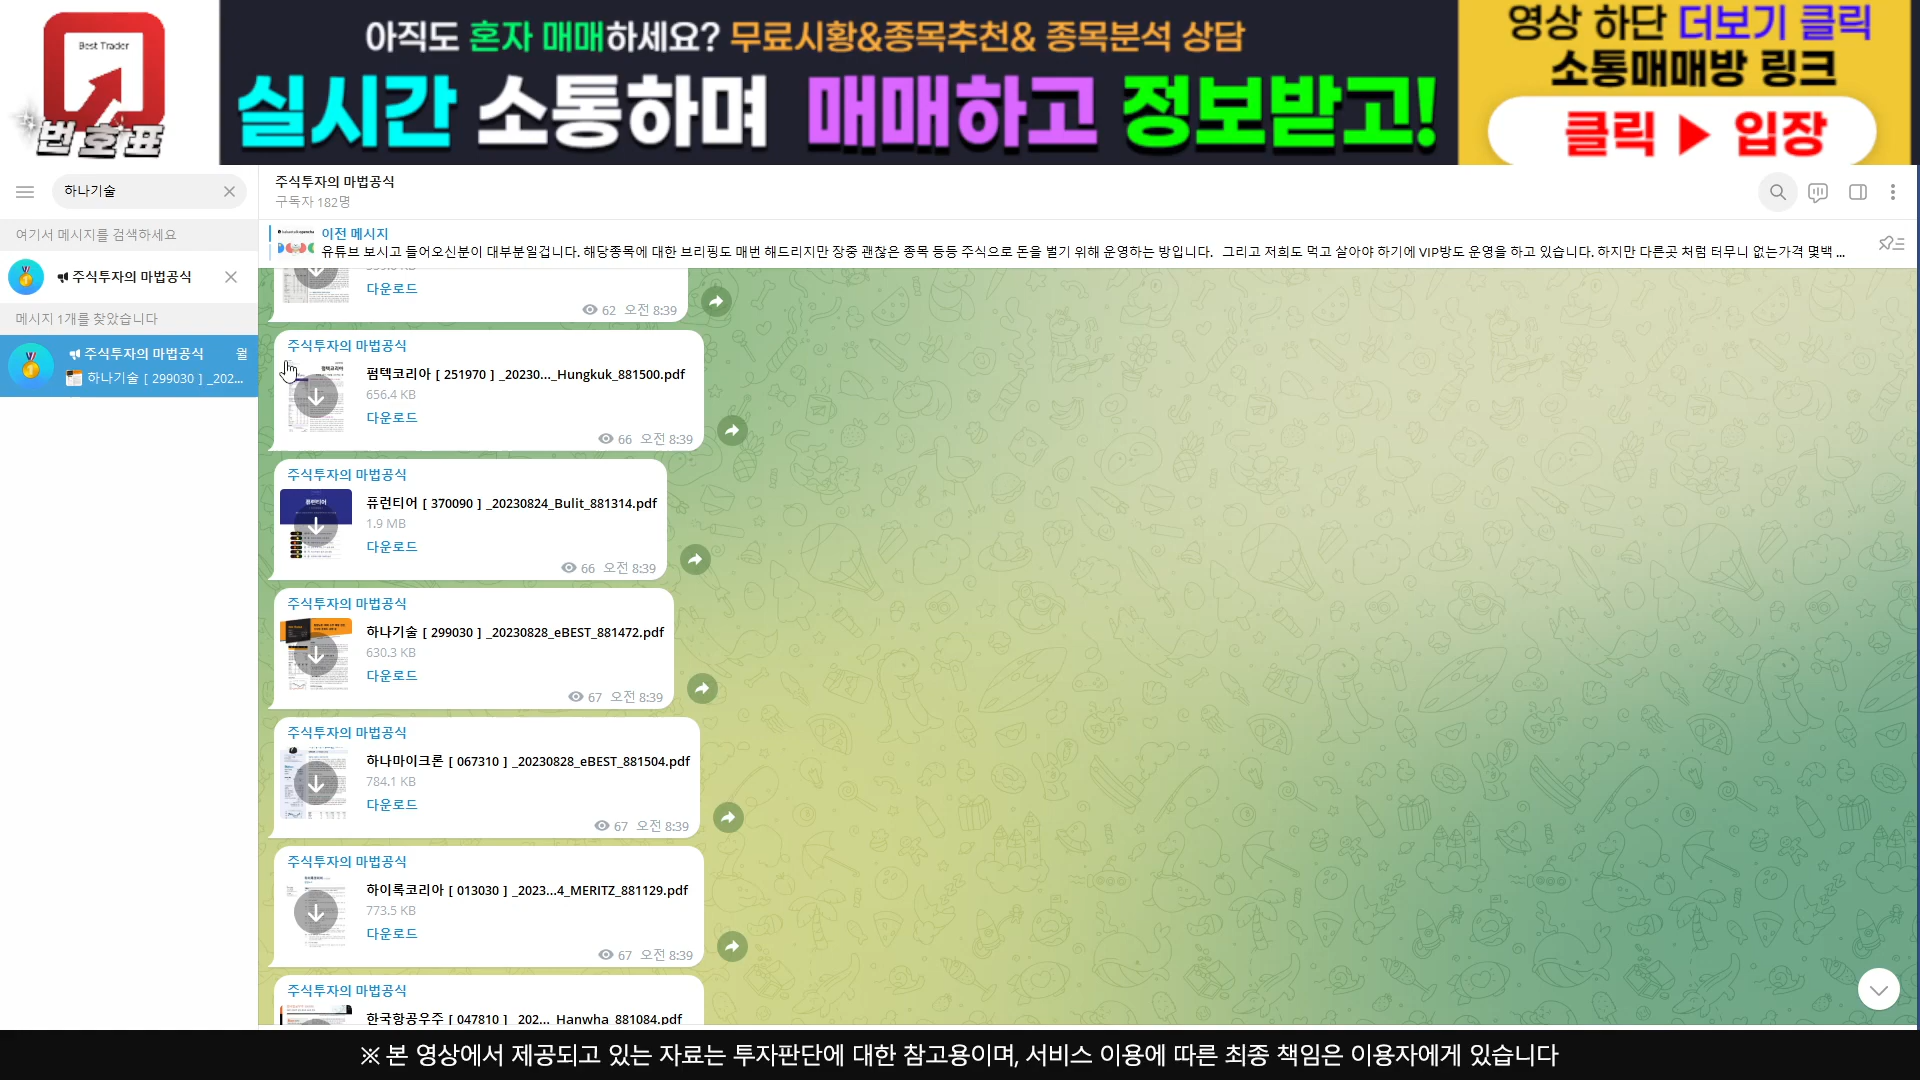 Best Trader
번호표
아직도 혼자 매매하세요? 무료시황&종목추천& 종목분석 상담
실시간 소통하며 매매하고 정보받고!
영상 하단 더보기 클릭
소통매매방 링크
클릭 ▶ 입장
하나기술
여기서 메시지를 검색하세요
주식투자의 마법공식
메시지 1개를 찾았습니다
주식투자의 마법공식 월
하나기술 [ 299030 ] _202...
주식투자의 마법공식
구독자 182명
이전 메시지
유튜브 보시고 들어오신분이 대부분일겁니다. 해당종목에 대한 브리핑도 매번 해드리지만 장중 괜찮은 종목 등등 주식으로 돈을 벌기 위해 운영하는 방입니다. 그리고 저희도 먹고 살아야 하기에 VIP방도 운영을 하고 있습니다. 하지만 다른곳 처럼 터무니 없는가격 몇백 ...
다운로드
62 오전 8:39
주식투자의 마법공식
펌텍코리아 [ 251970 ] _20230..._Hungkuk_881500.pdf
656.4 KB
다운로드
66 오전 8:39
주식투자의 마법공식
퓨런티어 [ 370090 ] _20230824_Bulit_881314.pdf
1.9 MB
다운로드
66 오전 8:39
주식투자의 마법공식
하나기술 [ 299030 ] _20230828_eBEST_881472.pdf
630.3 KB
다운로드
67 오전 8:39
주식투자의 마법공식
하나마이크론 [ 067310 ] _20230828_eBEST_881504.pdf
784.1 KB
다운로드
67 오전 8:39
주식투자의 마법공식
하이록코리아 [ 013030 ] _2023...4_MERITZ_881129.pdf
773.5 KB
다운로드
67 오전 8:39
주식투자의 마법공식
한국항공우주 [ 047810 ] _202..._Hanwha_881084.pdf
※ 본 영상에서 제공되고 있는 자료는 투자판단에 대한 참고용이며, 서비스 이용에 따른 최종 책임은 이용자에게 있습니다